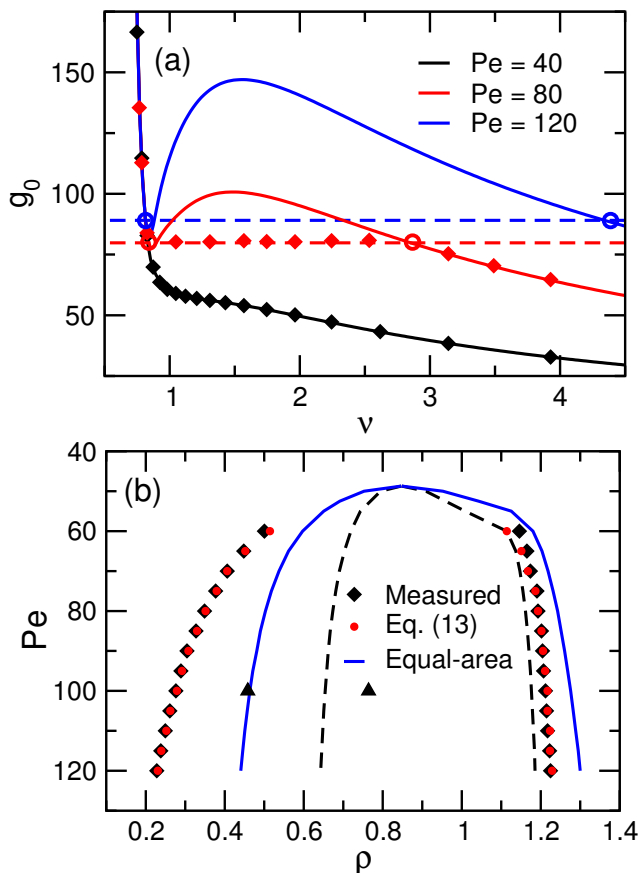 (a)
Pe = 40
Pe = 80
Pe = 120
150
100
50
g0
1 2 3 4
ν
(b)
40
60
80
100
120
Pe
Measured
Eq. (13)
Equal-area
0.2 0.4 0.6 0.8 1 1.2 1.4
ρ